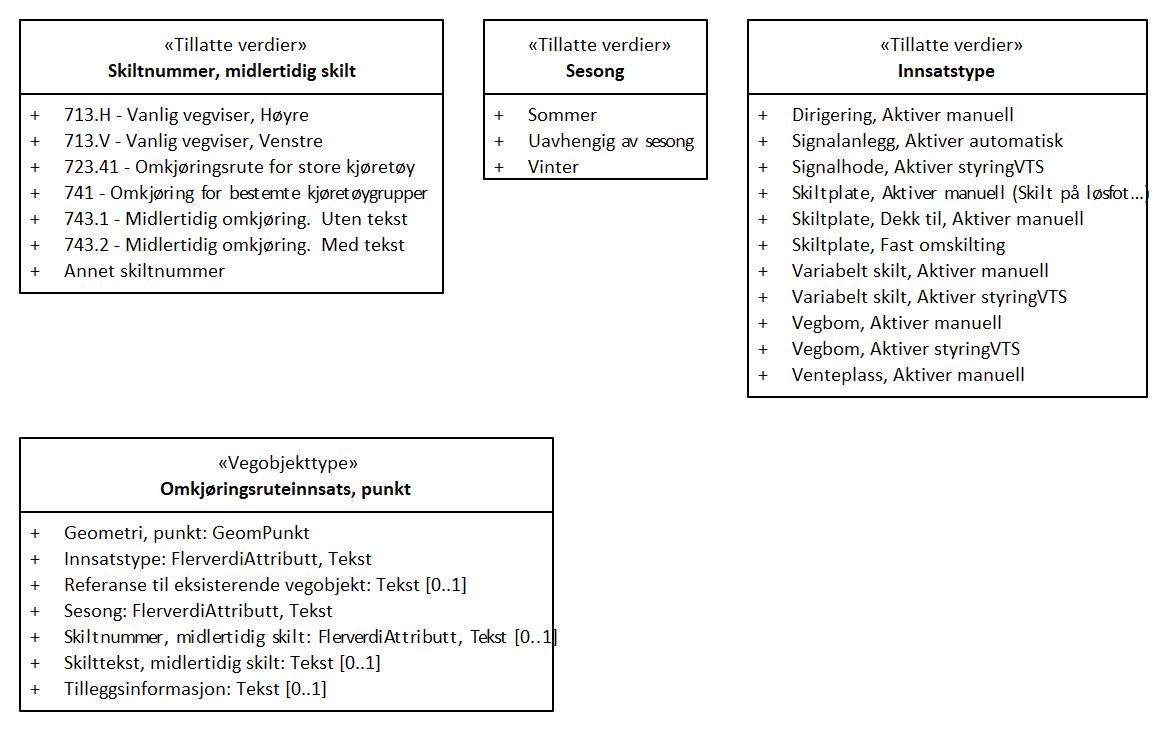 «Tillatte verdier»
Skiltnummer, midlertidig skilt
+ 713.H - Vanlig vegviser, Høyre
+ 713.V - Vanlig vegviser, Venstre
+ 723.41 - Omkjøringsrute for store kjøretøy
+ 741 - Omkjøring for bestemte kjøretøygrupper
+ 743.1 - Midlertidig omkjøring.  Uten tekst
+ 743.2 - Midlertidig omkjøring.  Med tekst
+ Annet skiltnummer
«Tillatte verdier»
Sesong
+ Sommer
+ Uavhengig av sesong
+ Vinter
«Tillatte verdier»
Innsatstype
+ Dirigering, Aktiver manuell
+ Signalanlegg, Aktiver automatisk
+ Signalhode, Aktiver styringVTS
+ Skiltplate, Aktiver manuell (Skilt på løsfot...)
+ Skiltplate, Dekk til, Aktiver manuell
+ Skiltplate, Fast omskilting
+ Variabelt skilt, Aktiver manuell
+ Variabelt skilt, Aktiver styringVTS
+ Vegbom, Aktiver manuell
+ Vegbom, Aktiver styringVTS
+ Venteplass, Aktiver manuell
«Vegobjekttype»
Omkjøringsruteinnsats, punkt
+ Geometri, punkt: GeomPunkt
+ Innsatstype: FlerverdiAttributt, Tekst
+ Referanse til eksisterende vegobjekt: Tekst [0..1]
+ Sesong: FlerverdiAttributt, Tekst
+ Skiltnummer, midlertidig skilt: FlerverdiAttributt, Tekst [0..1]
+ Skilttekst, midlertidig skilt: Tekst [0..1]
+ Tilleggsinformasjon: Tekst [0..1]